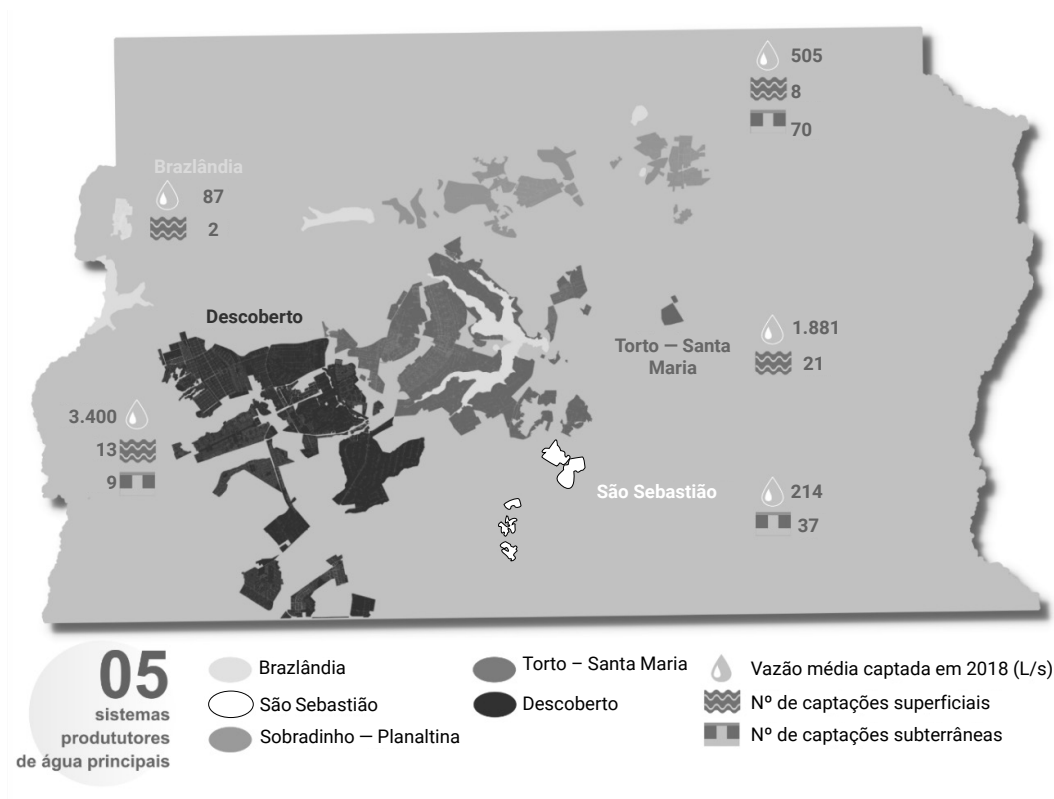 505
8
70
Brazlândia
87
2
Descoberto
Torto — Santa
Maria
1.881
21
3.400
13
9
São Sebastião
214
37
05
sistemas
prodututores
de água principais
Brazlândia
São Sebastião
Sobradinho — Planaltina
Torto – Santa Maria
Descoberto
Vazão média captada em 2018 (L/s)
Nº de captações superficiais
Nº de captações subterrâneas